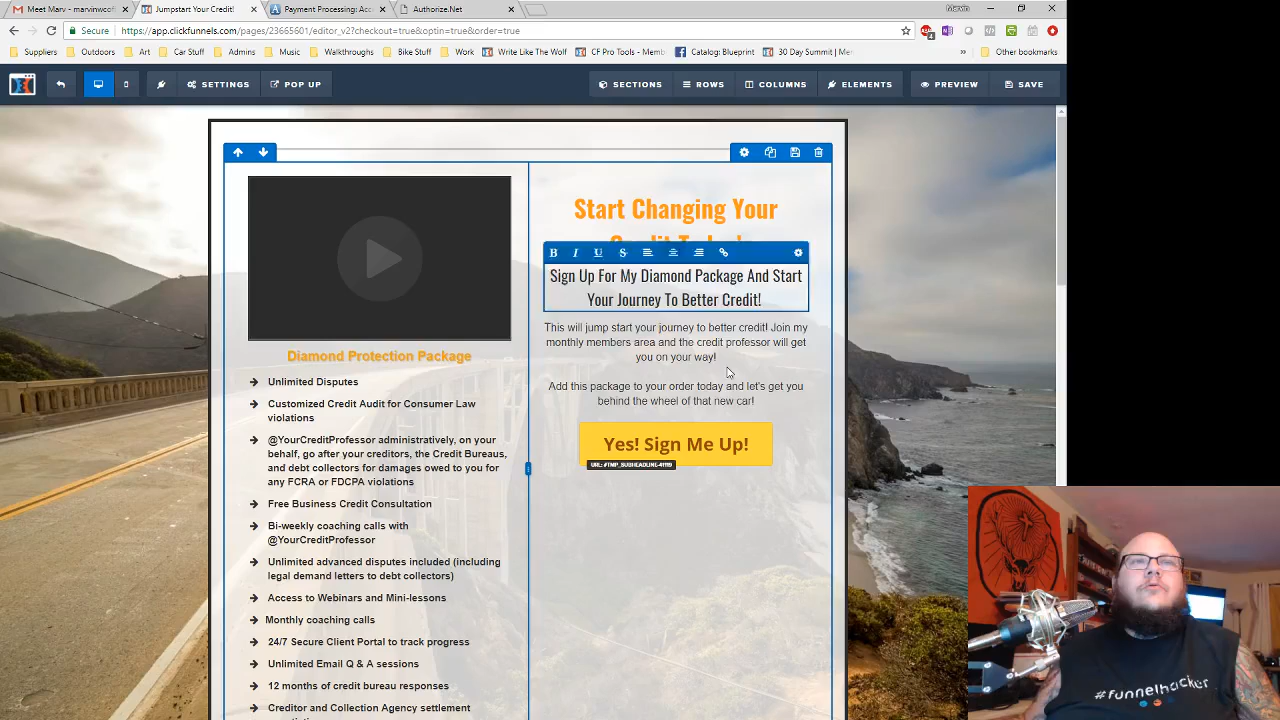 Meet Marv - marvinwcoff
Jumpstart Your Credit!
Payment Processing: Acc
Authorize.Net
Marvin
Secure
https://app.clickfunnels.com/pages/23665601/editor_v2?checkout=true&optin=true&order=true
Suppliers
Outdoors
Art
Car Stuff
Admins
Music
Walkthroughs
Bike Stuff
Work
Write Like The Wolf
CF Pro Tools - Memb
Catalog: Blueprint
30 Day Summit | Me
Other bookmarks
SETTINGS
POP UP
SECTIONS
ROWS
COLUMNS
ELEMENTS
PREVIEW
SAVE
Diamond Protection Package
Unlimited Disputes
Customized Credit Audit for Consumer Law
violations
@YourCreditProfessor administratively, on your
behalf, go after your creditors, the Credit Bureaus,
and debt collectors for damages owed to you for
any FCRA or FDCPA violations
Free Business Credit Consultation
Bi-weekly coaching calls with
@YourCreditProfessor
Unlimited advanced disputes included (including
legal demand letters to debt collectors)
Access to Webinars and Mini-lessons
Monthly coaching calls
24/7 Secure Client Portal to track progress
Unlimited Email Q & A sessions
12 months of credit bureau responses
Creditor and Collection Agency settlement
Start Changing Your
B I U S
Sign Up For My Diamond Package And Start
Your Journey To Better Credit!
This will jump start your journey to better credit! Join my
monthly members area and the credit professor will get
you on your way!
Add this package to your order today and let's get you
behind the wheel of that new car!
Yes! Sign Me Up!
URL: #TMP_SUBHEADLINE-41119
#funnelhacker